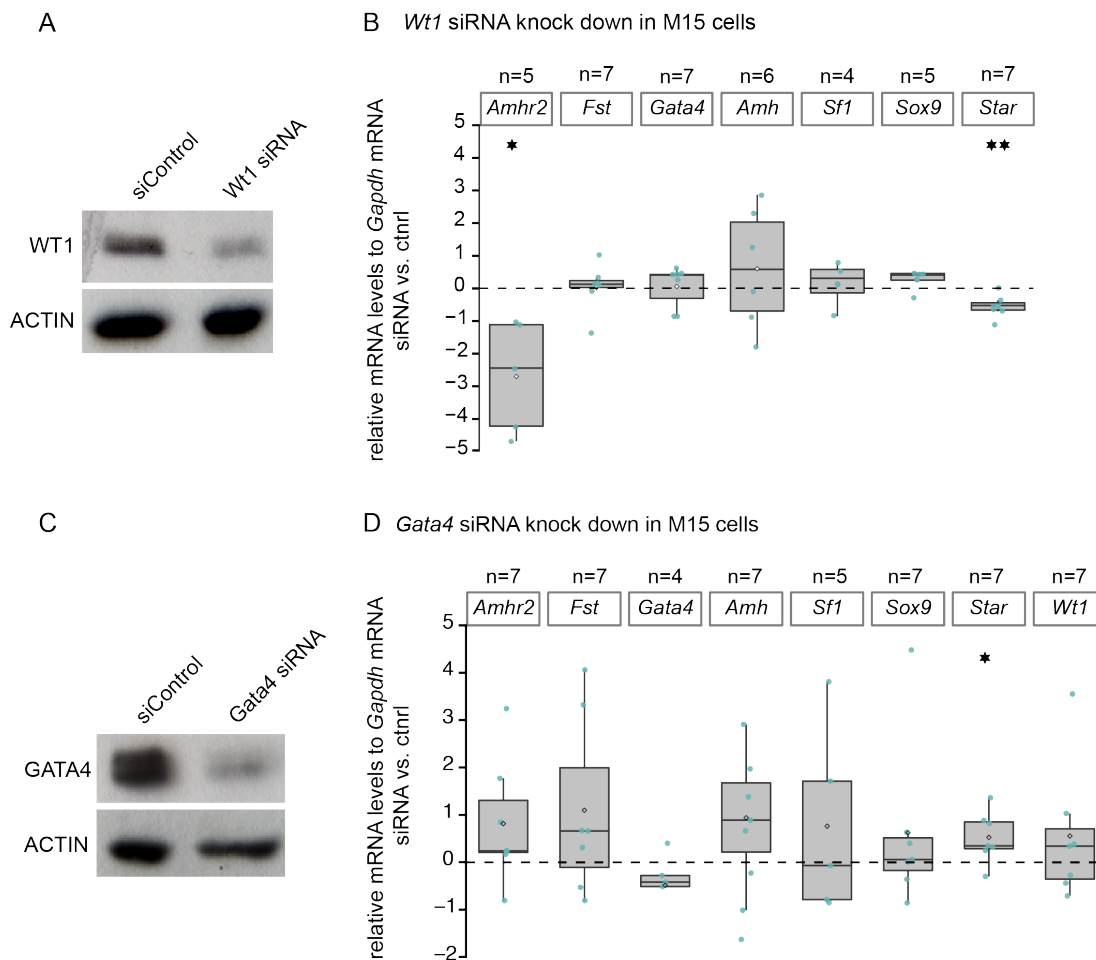 A
siControl
Wt1 siRNA
WT1
ACTIN
B Wt1 siRNA knock down in M15 cells
n=5 n=7 n=7 n=6 n=4 n=5 n=7
Amhr2 Fst Gata4 Amh Sf1 Sox9 Star
relative mRNA levels to Gapdh mRNA
siRNA vs. ctnrl
5
4
3
2
1
0
−1
−2
−3
−4
−5
C
siControl
Gata4 siRNA
GATA4
ACTIN
D Gata4 siRNA knock down in M15 cells
n=7 n=7 n=4 n=7 n=5 n=7 n=7 n=7
Amhr2 Fst Gata4 Amh Sf1 Sox9 Star Wt1
relative mRNA levels to Gapdh mRNA
siRNA vs. ctnrl
5
4
3
2
1
0
−1
−2